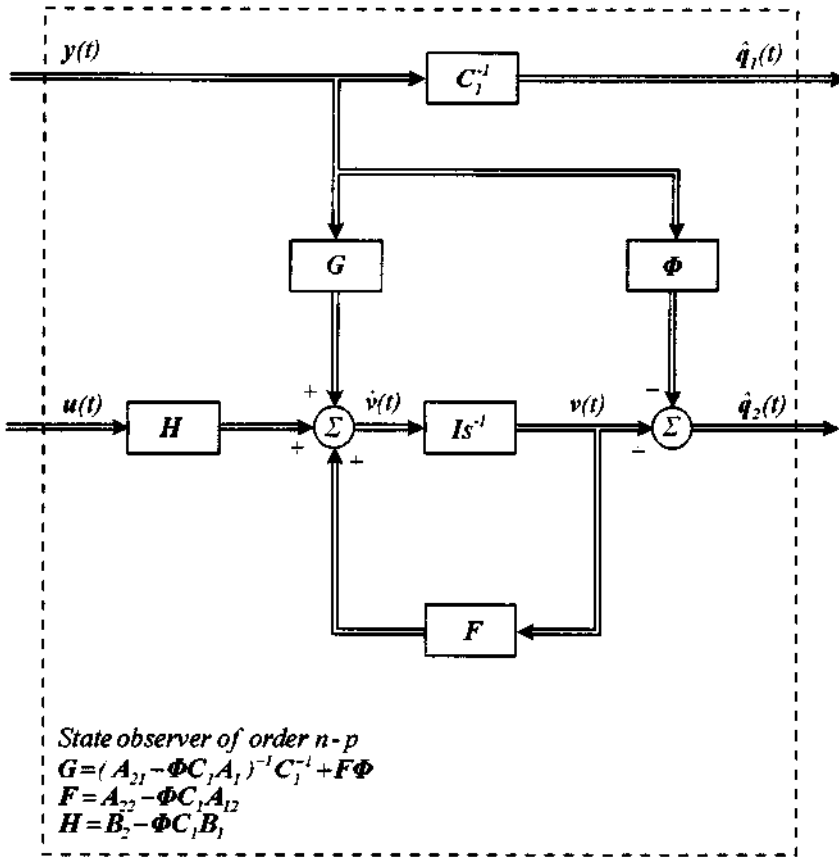 y(t)
C₁⁻¹
q̂₁(t)
G
Φ
+
−
u(t)
H
+
Σ
+
v̇(t)
Is⁻¹
v(t)
−
Σ
q̂₂(t)
F
State observer of order n - p
G=(A₂₁-ΦC₁A₁)⁻¹C₁⁻¹+FΦ
F=A₂₂-ΦC₁A₁₂
H=B₂-ΦC₁B₁